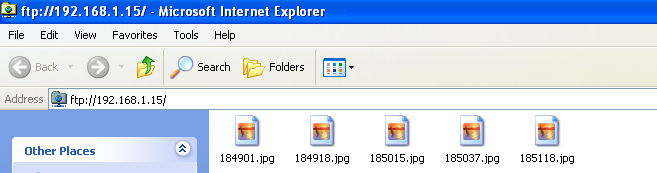 ftp://192.168.1.15/ - Microsoft Internet Explorer
File Edit View Favorites Tools Help
Back Search Folders
Address ftp://192.168.1.15/
Other Places
184901.jpg 184918.jpg 185015.jpg 185037.jpg 185118.jpg